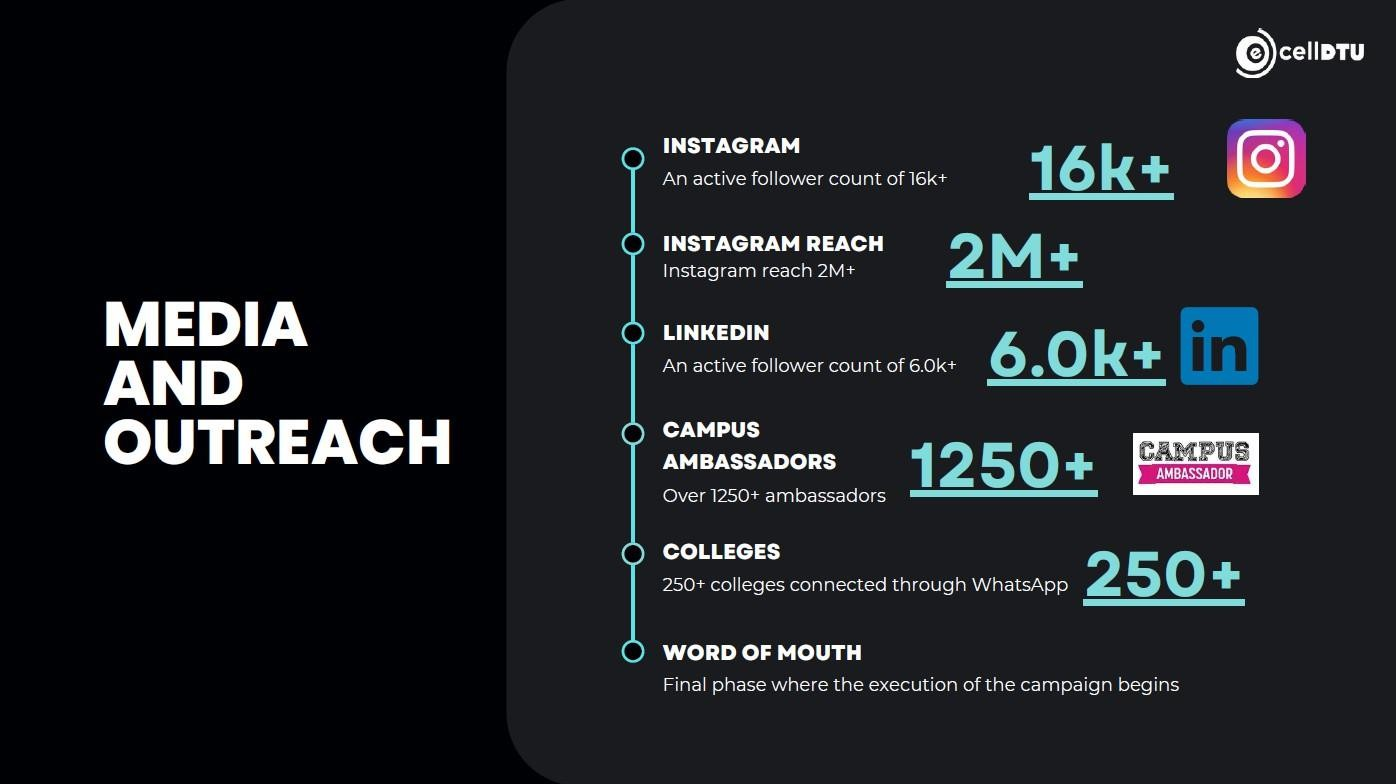 e cellDTU
MEDIA
AND
OUTREACH
INSTAGRAM
An active follower count of 16k+
16k+
INSTAGRAM REACH
Instagram reach 2M+
2M+
LINKEDIN
An active follower count of 6.0k+
6.0k+
in
CAMPUS
AMBASSADORS
Over 1250+ ambassadors
1250+
CAMPUS
AMBASSADOR
COLLEGES
250+ colleges connected through WhatsApp
250+
WORD OF MOUTH
Final phase where the execution of the campaign begins